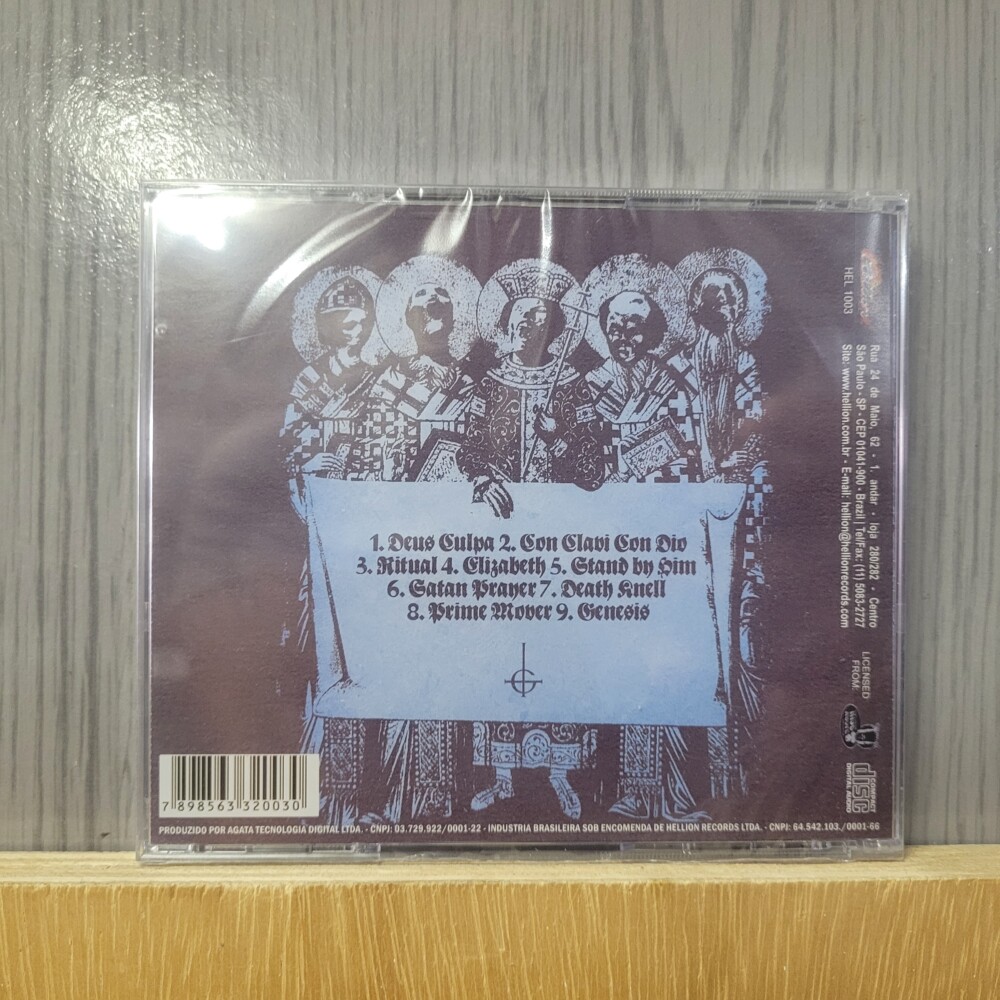 1. Deus Culpa 2. Con Clavi Con Dio
3. Ritual 4. Elizabeth 5. Stand by Him
6. Satan Prayer 7. Death Knell
8. Prime Mover 9. Genesis
HEL 1003
Rua 24 de Maio, 62 - 1. andar - loja 280/282 - Centro
São Paulo - SP - CEP 01041-900 - Brazil | Tel/Fax: (11) 5083-2727
Site: www.hellion.com.br - E-mail: hellion@hellionrecords.com
LICENSED
FROM:
COMPACT
disc
DIGITAL AUDIO
7 898563 320030
PRODUZIDO POR AGATA TECNOLOGIA DIGITAL LTDA. - CNPJ: 03.729.922/0001-22 - INDUSTRIA BRASILEIRA SOB ENCOMENDA DE HELLION RECORDS LTDA. - CNPJ: 64.542.103./0001-66